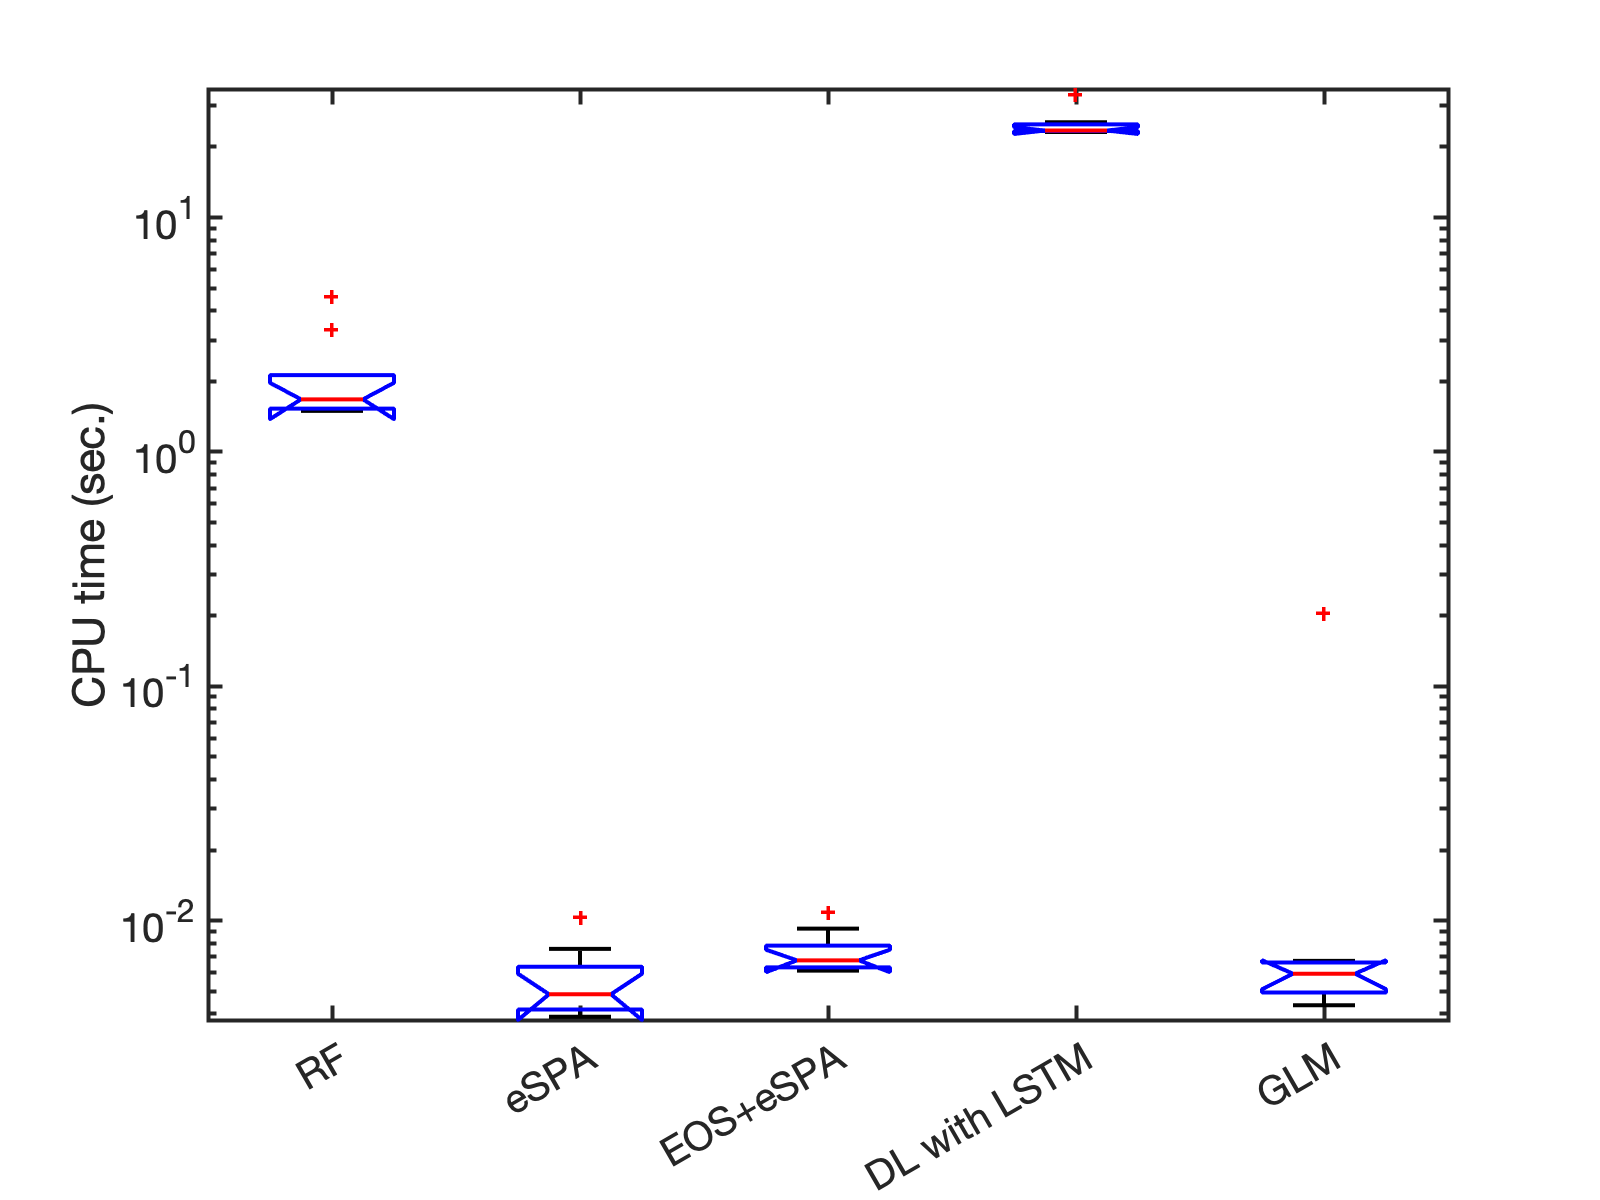 CPU time (sec.)
10^1
10^0
10^-1
10^-2
RF
eSPA
EOS+eSPA
DL with LSTM
GLM